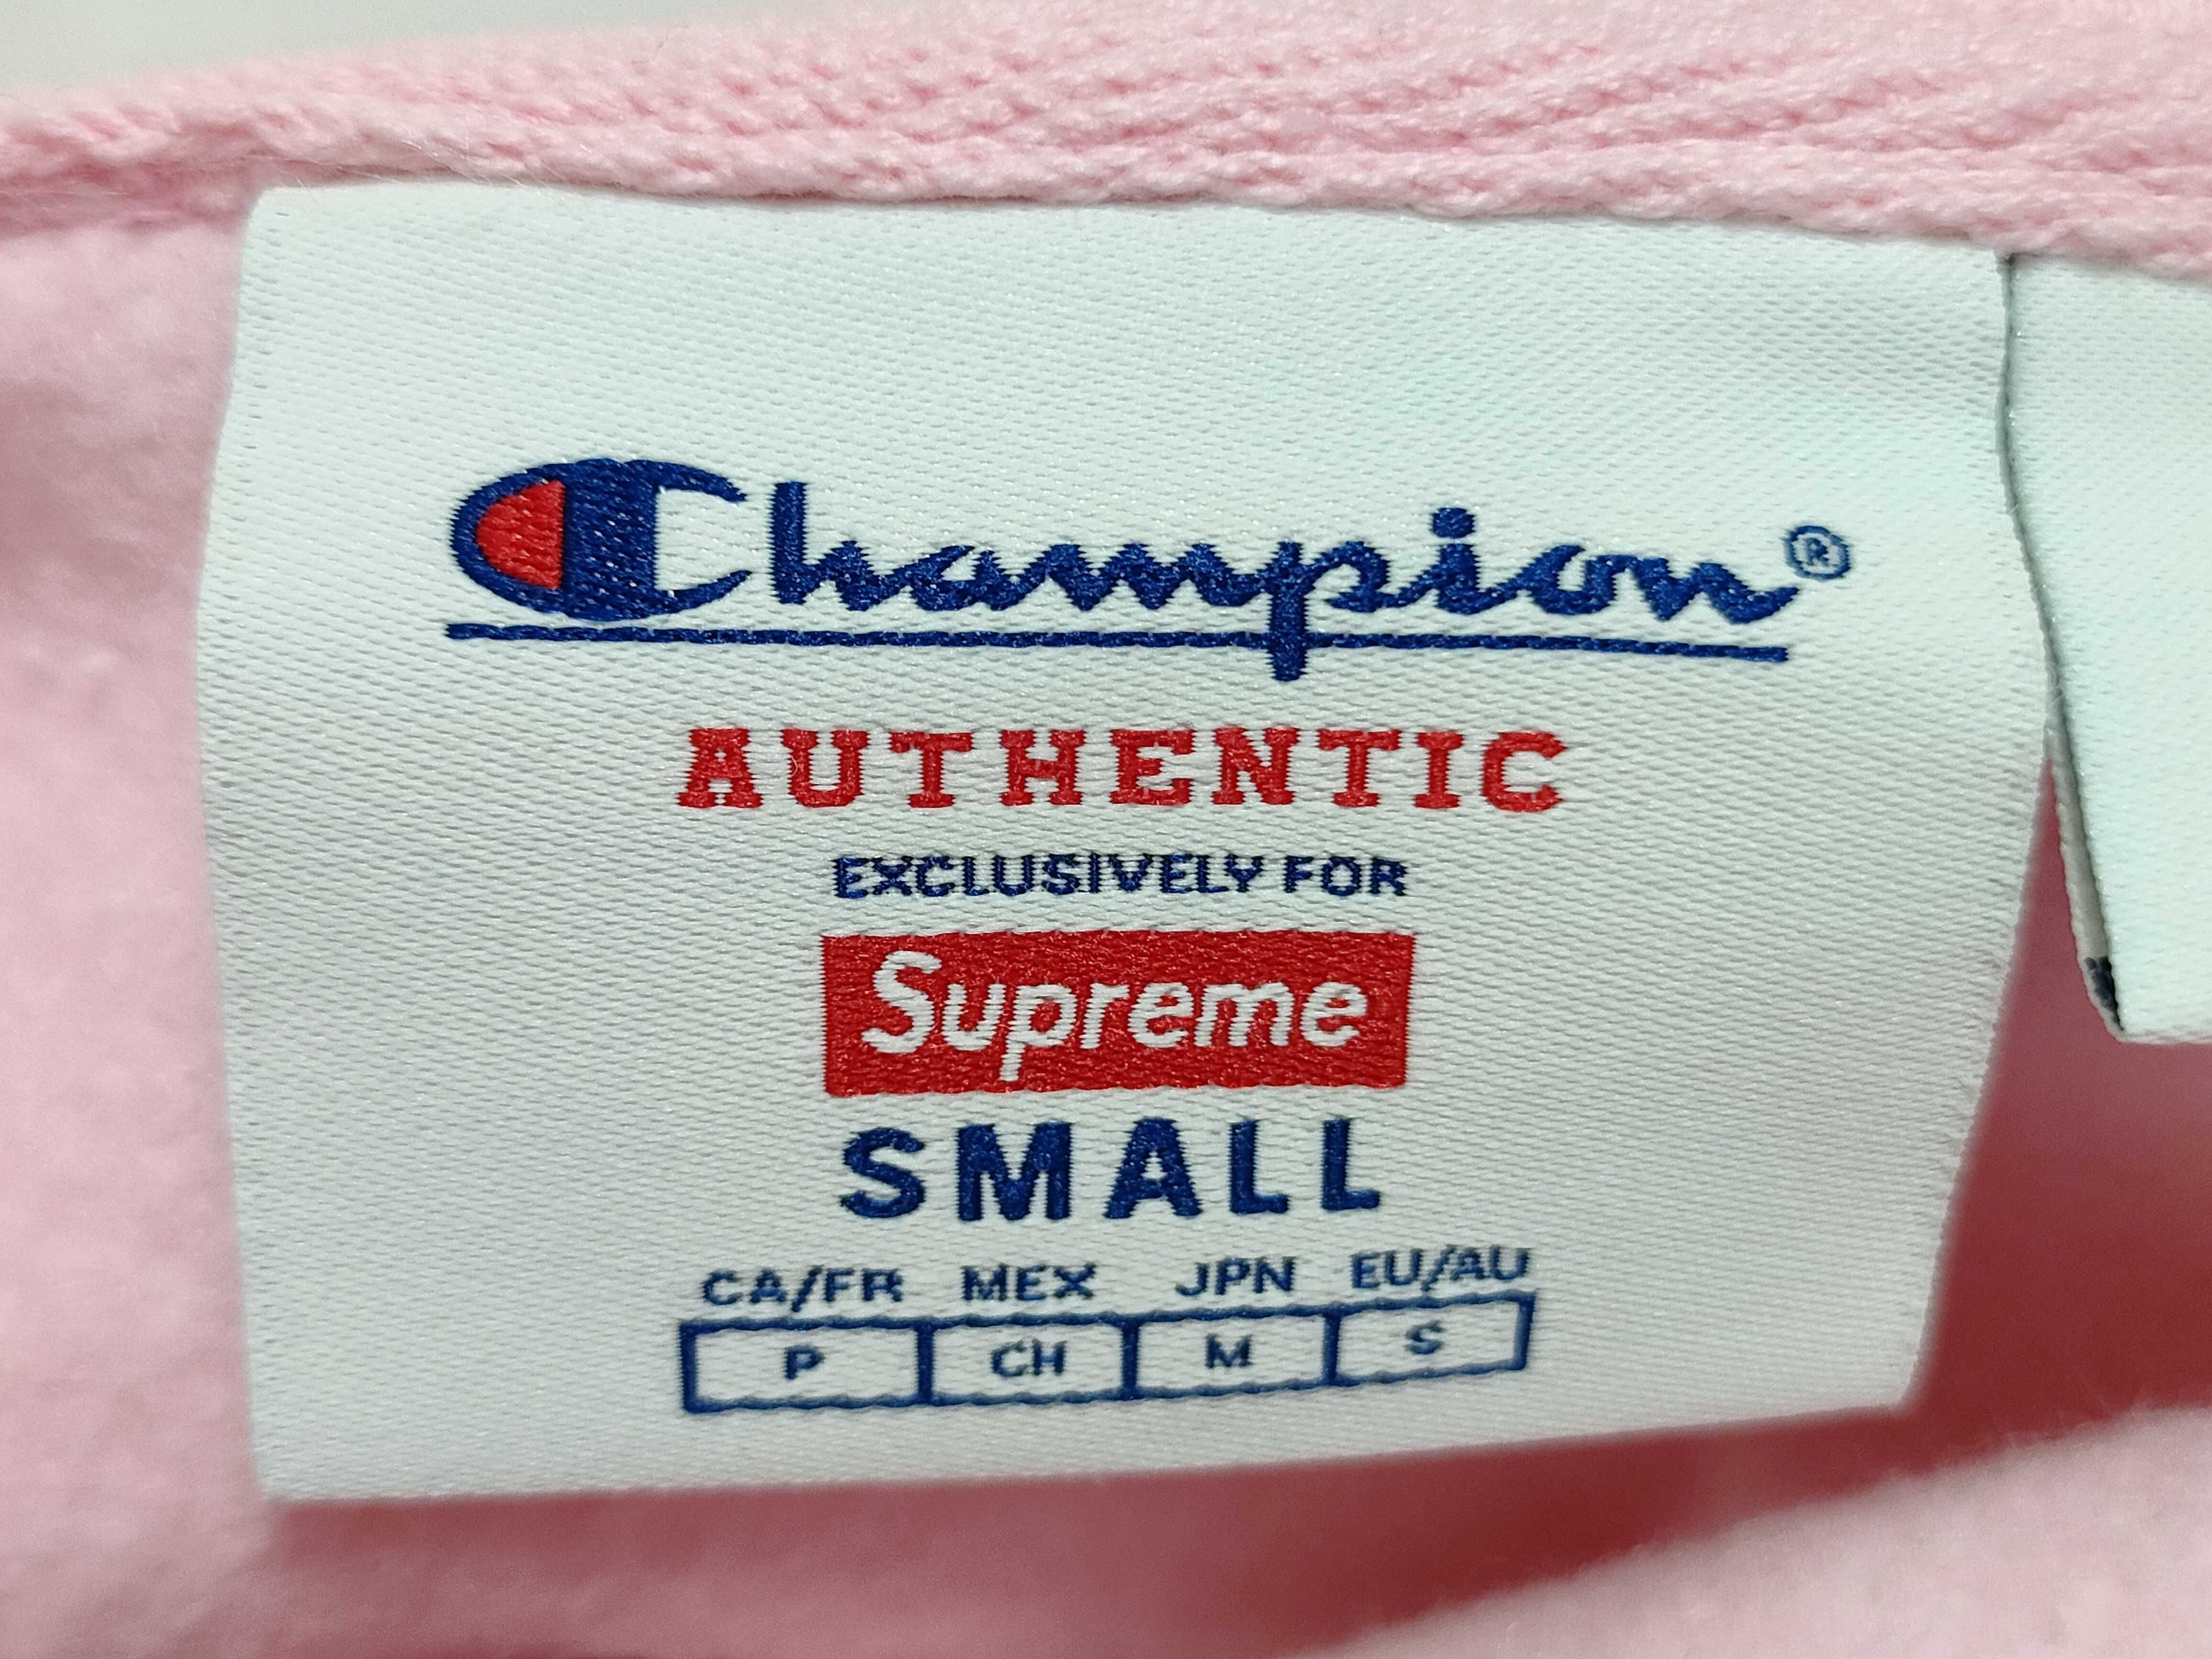 Champion®
AUTHENTIC
EXCLUSIVELY FOR
Supreme
SMALL
CA/FR MEX JPN EU/AU
P CH M S